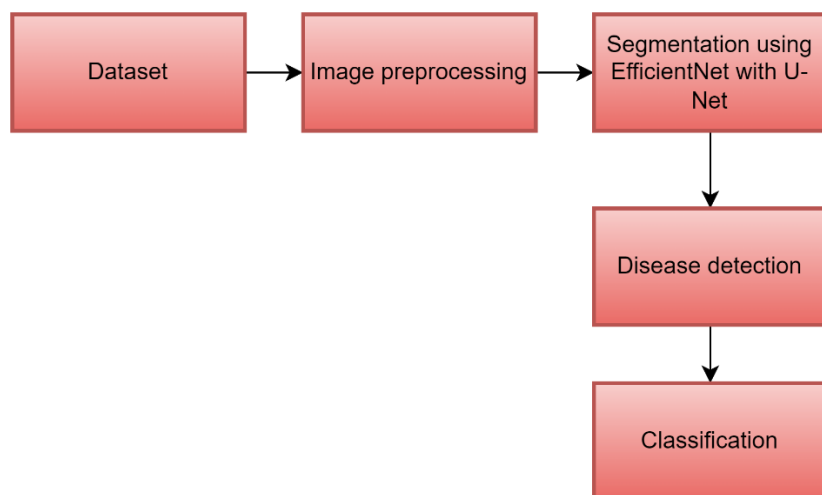 Dataset
Image preprocessing
Segmentation using
EfficientNet with U-
Net
Disease detection
Classification